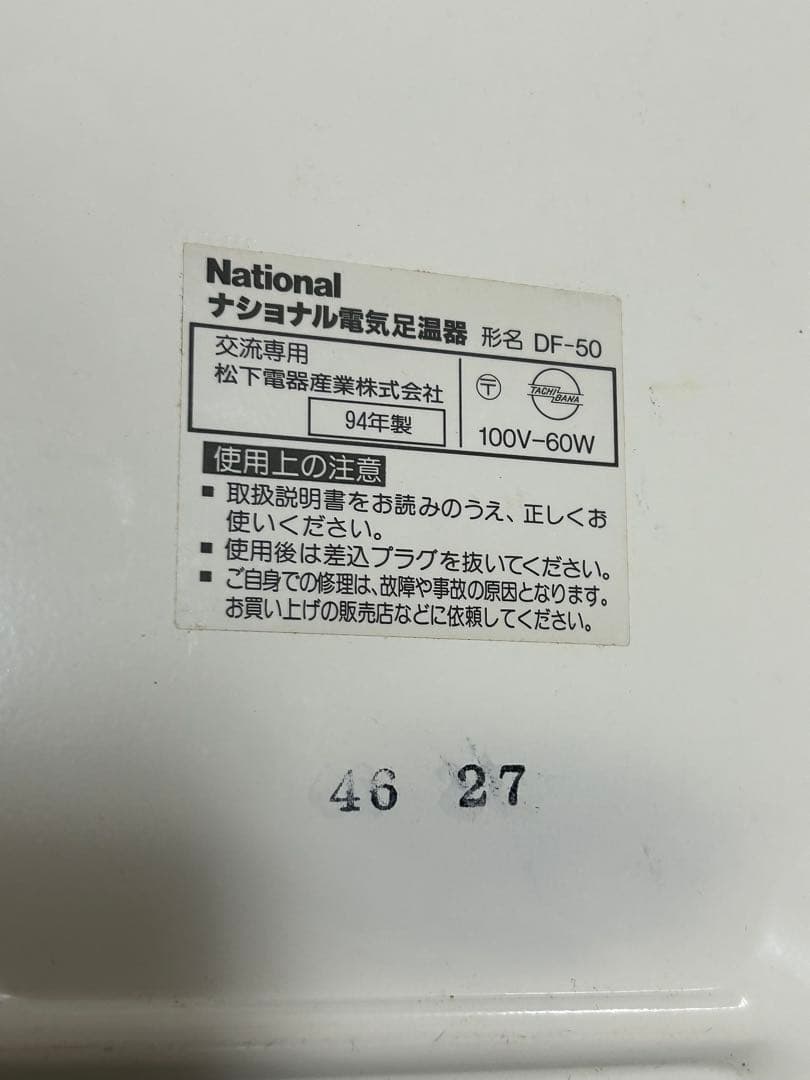 National
ナショナル電気足温器 形名 DF-50
交流専用
松下電器産業株式会社
94年製
〒 TACHIBANA
100V-60W
使用上の注意
■ 取扱説明書をお読みのうえ、正しくお
使いください。
■ 使用後は差込プラグを抜いてください。
■ ご自身での修理は、故障や事故の原因となります。
お買い上げの販売店などに依頼してください。
46 27